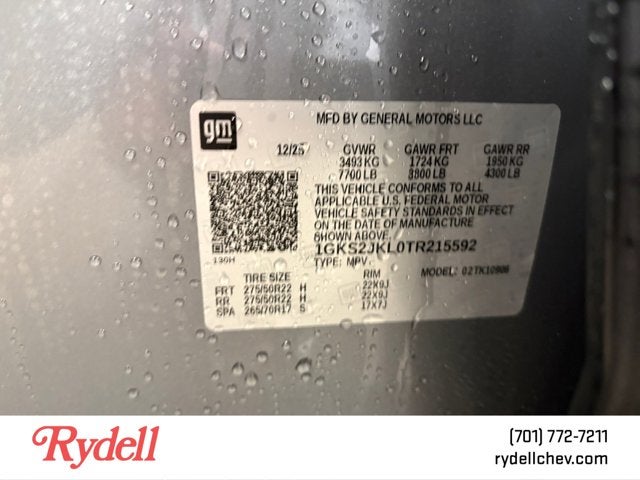 gm
MFD BY GENERAL MOTORS LLC
12/25 GVWR GAWR FRT GAWR RR
3493 KG 1724 KG 1950 KG
7700 LB 3800 LB 4300 LB
THIS VEHICLE CONFORMS TO ALL
APPLICABLE U.S. FEDERAL MOTOR
VEHICLE SAFETY STANDARDS IN EFFECT
ON THE DATE OF MANUFACTURE
SHOWN ABOVE.
1GKS2JKL0TR215592
130H
TYPE: MPV
MODEL: 02TK10906
TIRE SIZE RIM
FRT 275/50R22 H 22X9J
RR 275/50R22 H 22X9J
SPA 265/70R17 S 17X7J
Rydell
(701) 772-7211
rydellchev.com